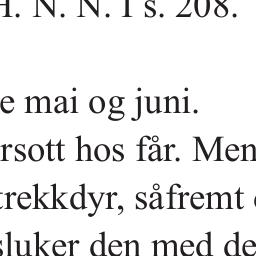 H. N. N. I s. 208.
e mai og juni.
rsott hos får. Men
trekkdyr, såfremt
sluker den med de